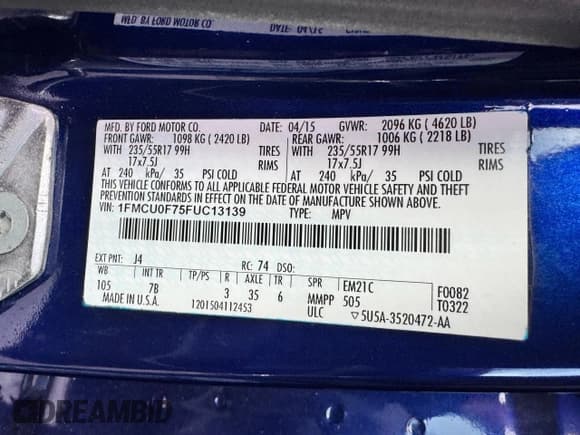 MFD. BY FORD MOTOR CO.
DATE 04/15
MFD. BY FORD MOTOR CO. DATE: 04/15 GVWR: 2096 KG ( 4620 LB)
FRONT GAWR: 1098 KG ( 2420 LB) REAR GAWR: 1006 KG ( 2218 LB)
WITH 235/55R17 99H TIRES WITH 235/55R17 99H TIRES
17x7.5J RIMS 17x7.5J RIMS
AT 240 kPa/ 35 PSI COLD AT 240 kPa/ 35 PSI COLD
THIS VEHICLE CONFORMS TO ALL APPLICABLE FEDERAL MOTOR VEHICLE SAFETY AND THEFT
PREVENTION STANDARDS IN EFFECT ON THE DATE OF MANUFACTURE SHOWN ABOVE.
VIN: 1FMCU0F75FUC13139 TYPE: MPV
EXT PNT: J4 RC: 74 DSO:
WB INT TR TP/PS R AXLE TR SPR EM21C F0082
105 7B 3 35 6 MMPP 505 T0322
MADE IN U.S.A. 1201504112453 ULC ▽5U5A-3520472-AA
DREAMBID